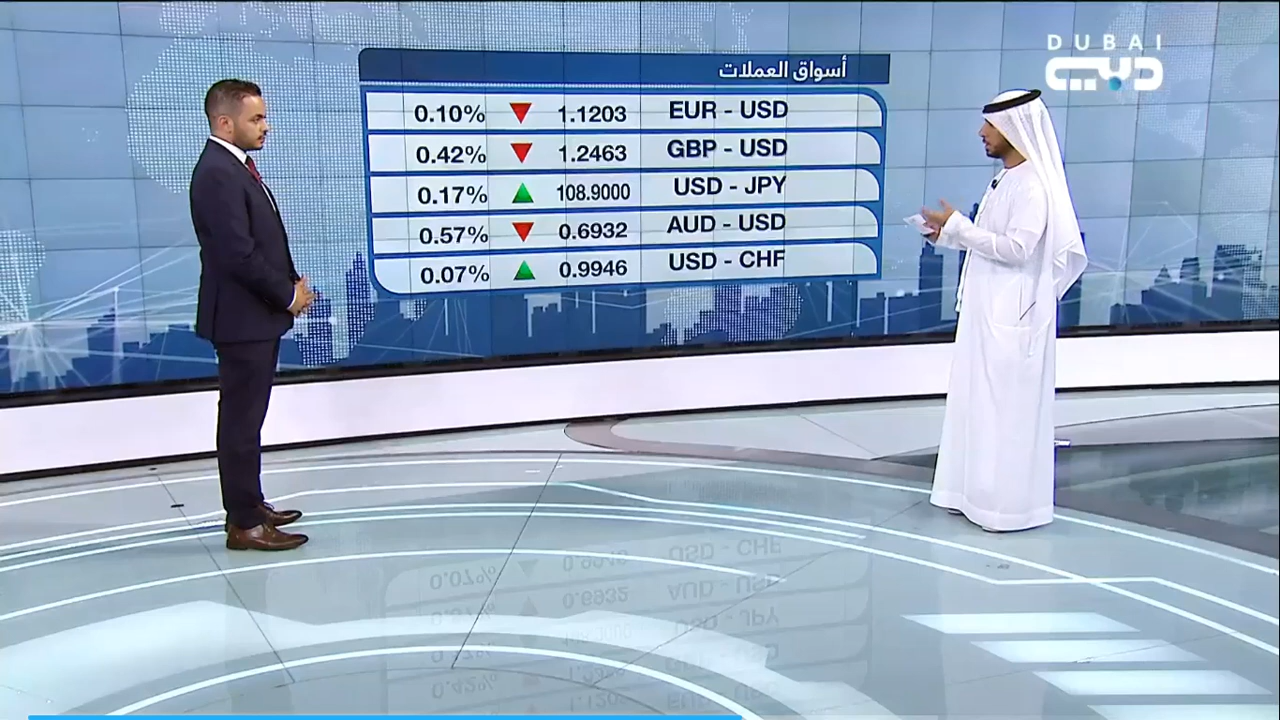 DUBAI
دبي
أسواق العملات
EUR - USD 1.1203 ▼ 0.10%
GBP - USD 1.2463 ▼ 0.42%
USD - JPY 108.9000 ▲ 0.17%
AUD - USD 0.6932 ▼ 0.57%
USD - CHF 0.9946 ▲ 0.07%